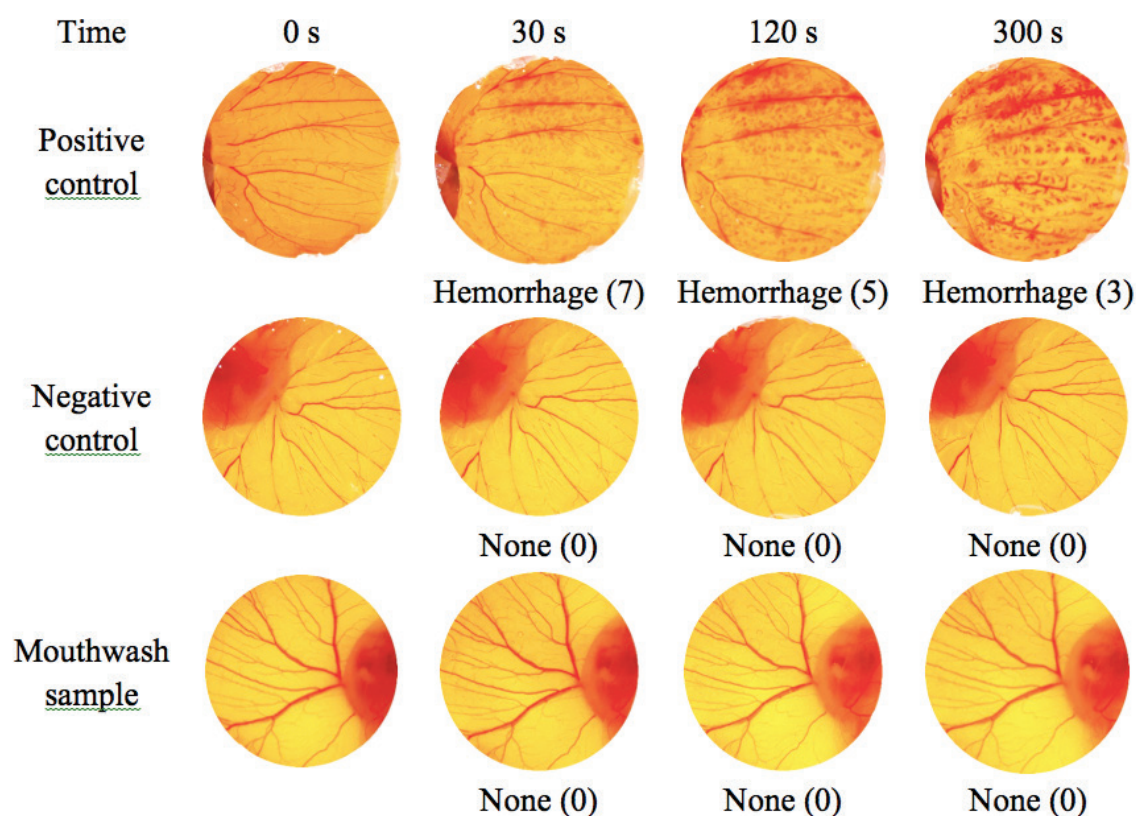 Time 0 s 30 s 120 s 300 s
Positive
control
Hemorrhage (7) Hemorrhage (5) Hemorrhage (3)
Negative
control
None (0) None (0) None (0)
Mouthwash
sample
None (0) None (0) None (0)